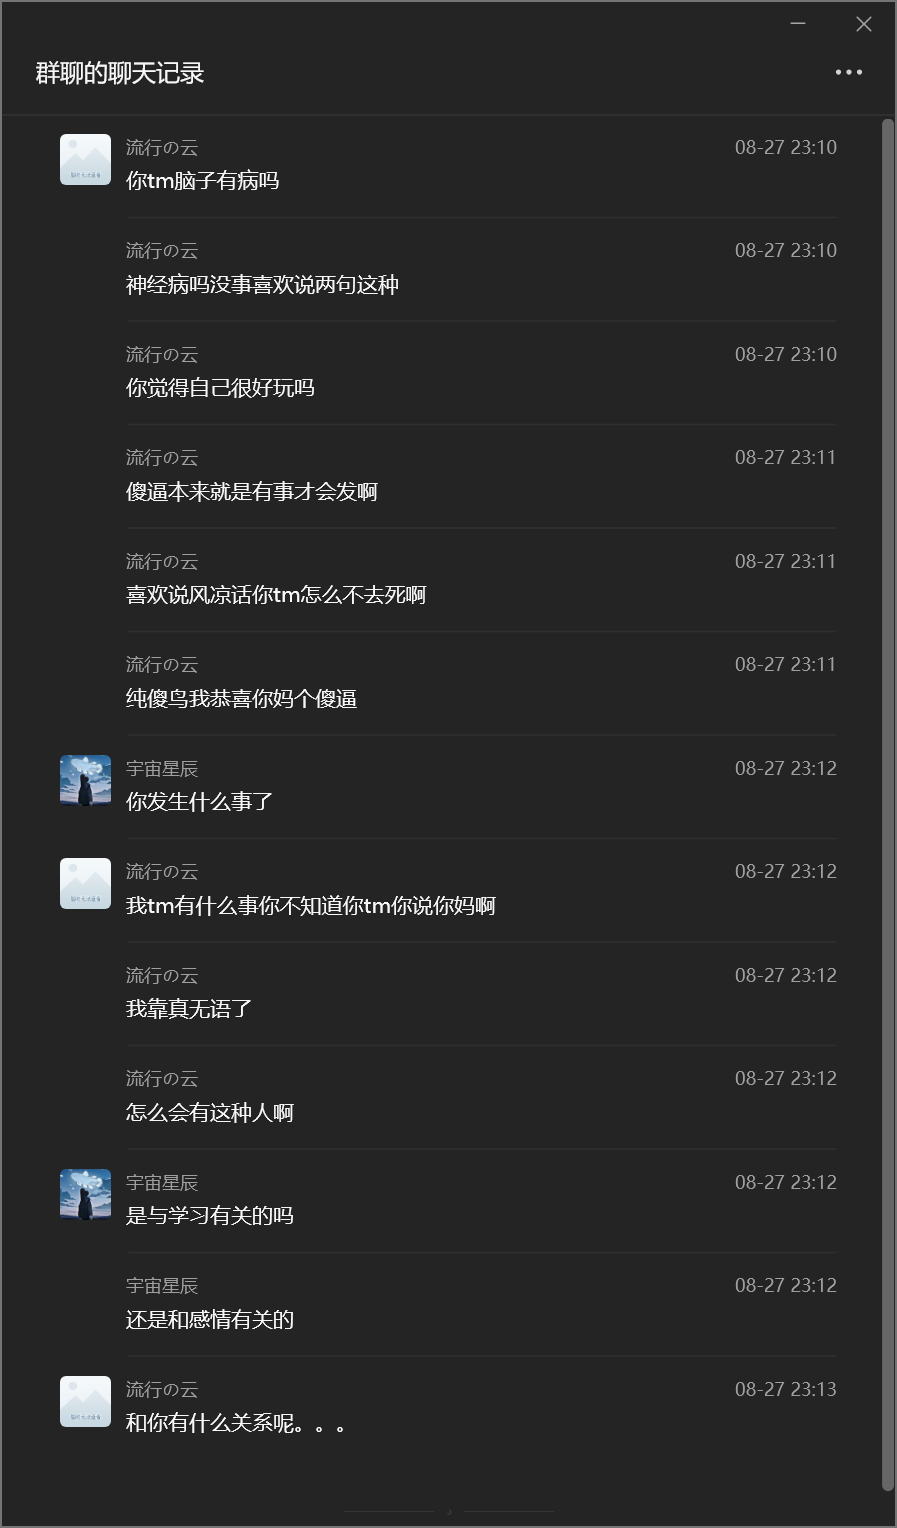 群聊的聊天记录
流行の云 08-27 23:10
你tm脑子有病吗
流行の云 08-27 23:10
神经病吗没事喜欢说两句这种
流行の云 08-27 23:10
你觉得自己很好玩吗
流行の云 08-27 23:11
傻逼本来就是有事才会发啊
流行の云 08-27 23:11
喜欢说风凉话你tm怎么不去死啊
流行の云 08-27 23:11
纯傻鸟我恭喜你妈个傻逼
宇宙星辰 08-27 23:12
你发生什么事了
流行の云 08-27 23:12
我tm有什么事你不知道你tm你说你妈啊
流行の云 08-27 23:12
我靠真无语了
流行の云 08-27 23:12
怎么会有这种人啊
宇宙星辰 08-27 23:12
是与学习有关的吗
宇宙星辰 08-27 23:12
还是和感情有关的
流行の云 08-27 23:13
和你有什么关系呢。。。